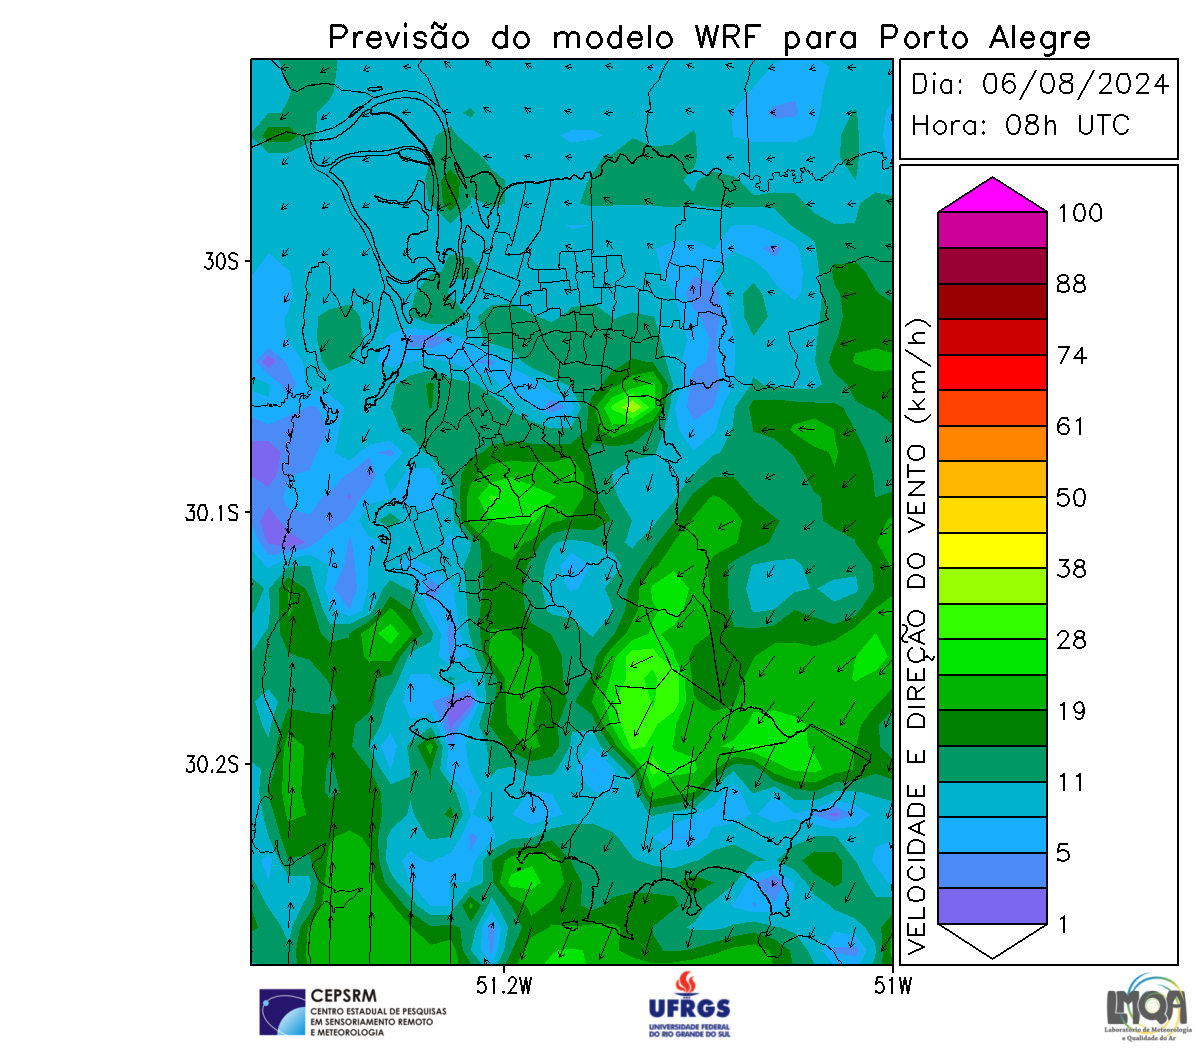 Previsão do modelo WRF para Porto Alegre
Dia: 06/08/2024
Hora: 08h UTC
30S
30.1S
30.2S
51.2W
51W
VELOCIDADE E DIREÇÃO DO VENTO (km/h)
100
88
74
61
50
38
28
19
11
5
1
CEPSRM
CENTRO ESTADUAL DE PESQUISAS
EM SENSORIAMENTO REMOTO
E METEOROLOGIA
UFRGS
UNIVERSIDADE FEDERAL
DO RIO GRANDE DO SUL
LMQA
Laboratório de Meteorologia
e Qualidade do Ar